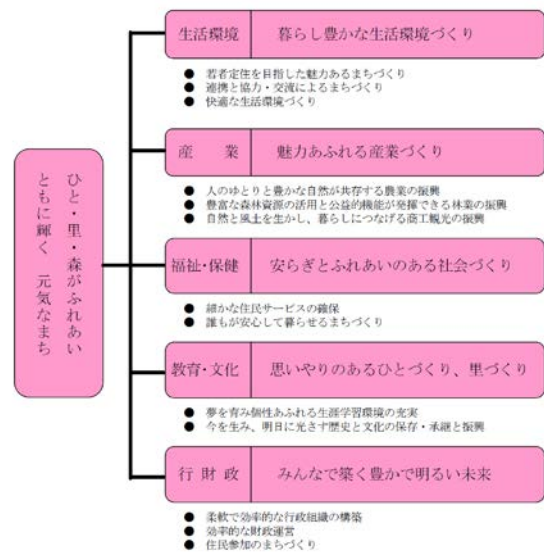 ひと・里・森がふれあい
ともに輝く　元気なまち
生活環境　暮らし豊かな生活環境づくり
● 若者定住を目指した魅力あるまちづくり
● 連携と協力・交流によるまちづくり
● 快適な生活環境づくり
産　業　魅力あふれる産業づくり
● 人のゆとりと豊かな自然が共存する農業の振興
● 豊富な森林資源の活用と公益的機能が発揮できる林業の振興
● 自然と風土を生かし、暮らしにつなげる商工観光の振興
福祉・保健　安らぎとふれあいのある社会づくり
● 細かな住民サービスの確保
● 誰もが安心して暮らせるまちづくり
教育・文化　思いやりのあるひとづくり、里づくり
● 夢を育み個性あふれる生涯学習環境の充実
● 今を生み、明日に光さす歴史と文化の保存・承継と振興
行 財 政　みんなで築く豊かで明るい未来
● 柔軟で効率的な行政組織の構築
● 効率的な財政運営
● 住民参加のまちづくり